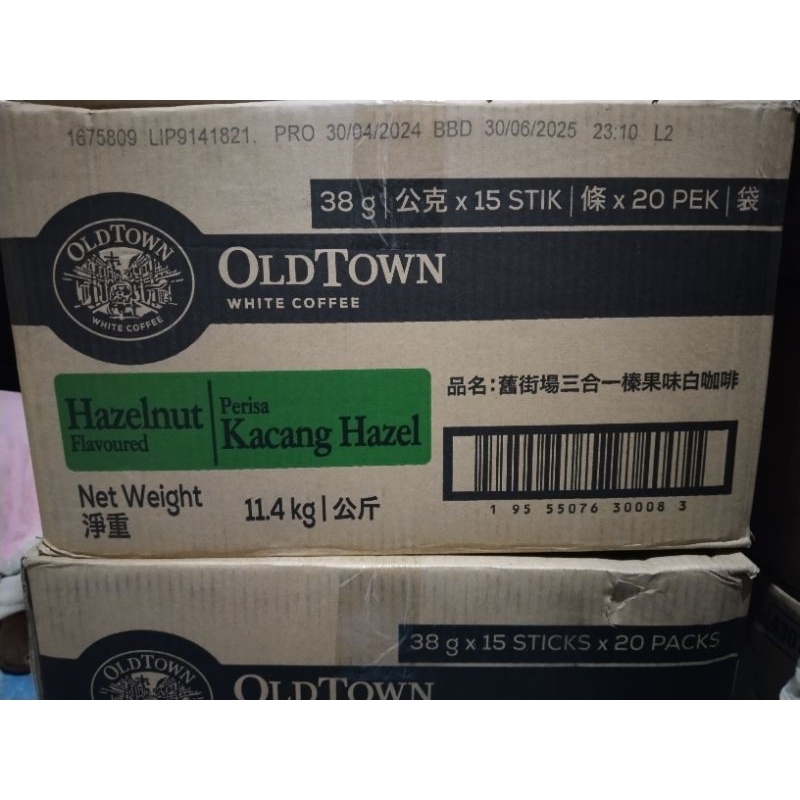 1675809 LIP9141821. PRO 30/04/2024 BBD 30/06/2025 23:10 L2
38 g | 公克 x 15 STIK | 條 x 20 PEK | 袋
OLDTOWN
WHITE COFFEE
OLDTOWN
WHITE COFFEE
品名:舊街場三合一榛果味白咖啡
Hazelnut
Flavoured
Perisa
Kacang Hazel
Net Weight
淨重
11.4 kg | 公斤
1 95 55076 30008 3
38 g x 15 STICKS x 20 PACKS
OLDTOWN
OLDTOWN